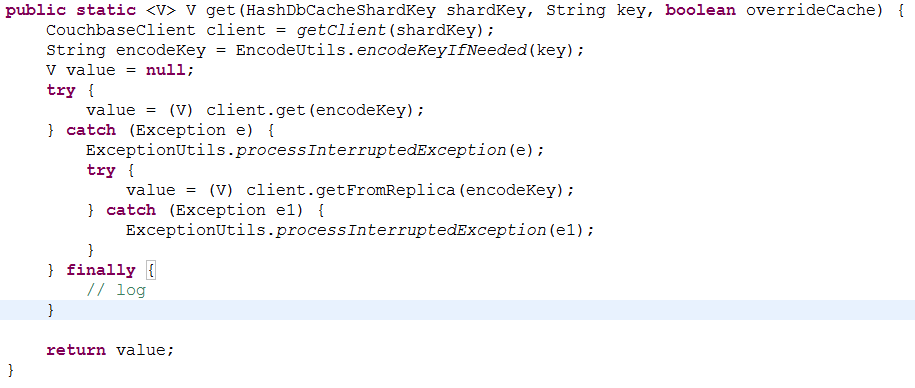 public static <V> V get(HashDbCacheShardKey shardKey, String key, boolean overrideCache) {
    CouchbaseClient client = getClient(shardKey);
    String encodeKey = EncodeUtils.encodeKeyIfNeeded(key);
    V value = null;
    try {
        value = (V) client.get(encodeKey);
    } catch (Exception e) {
        ExceptionUtils.processInterruptedException(e);
        try {
            value = (V) client.getFromReplica(encodeKey);
        } catch (Exception e1) {
            ExceptionUtils.processInterruptedException(e1);
        }
    } finally {
        // log
    }

    return value;
}